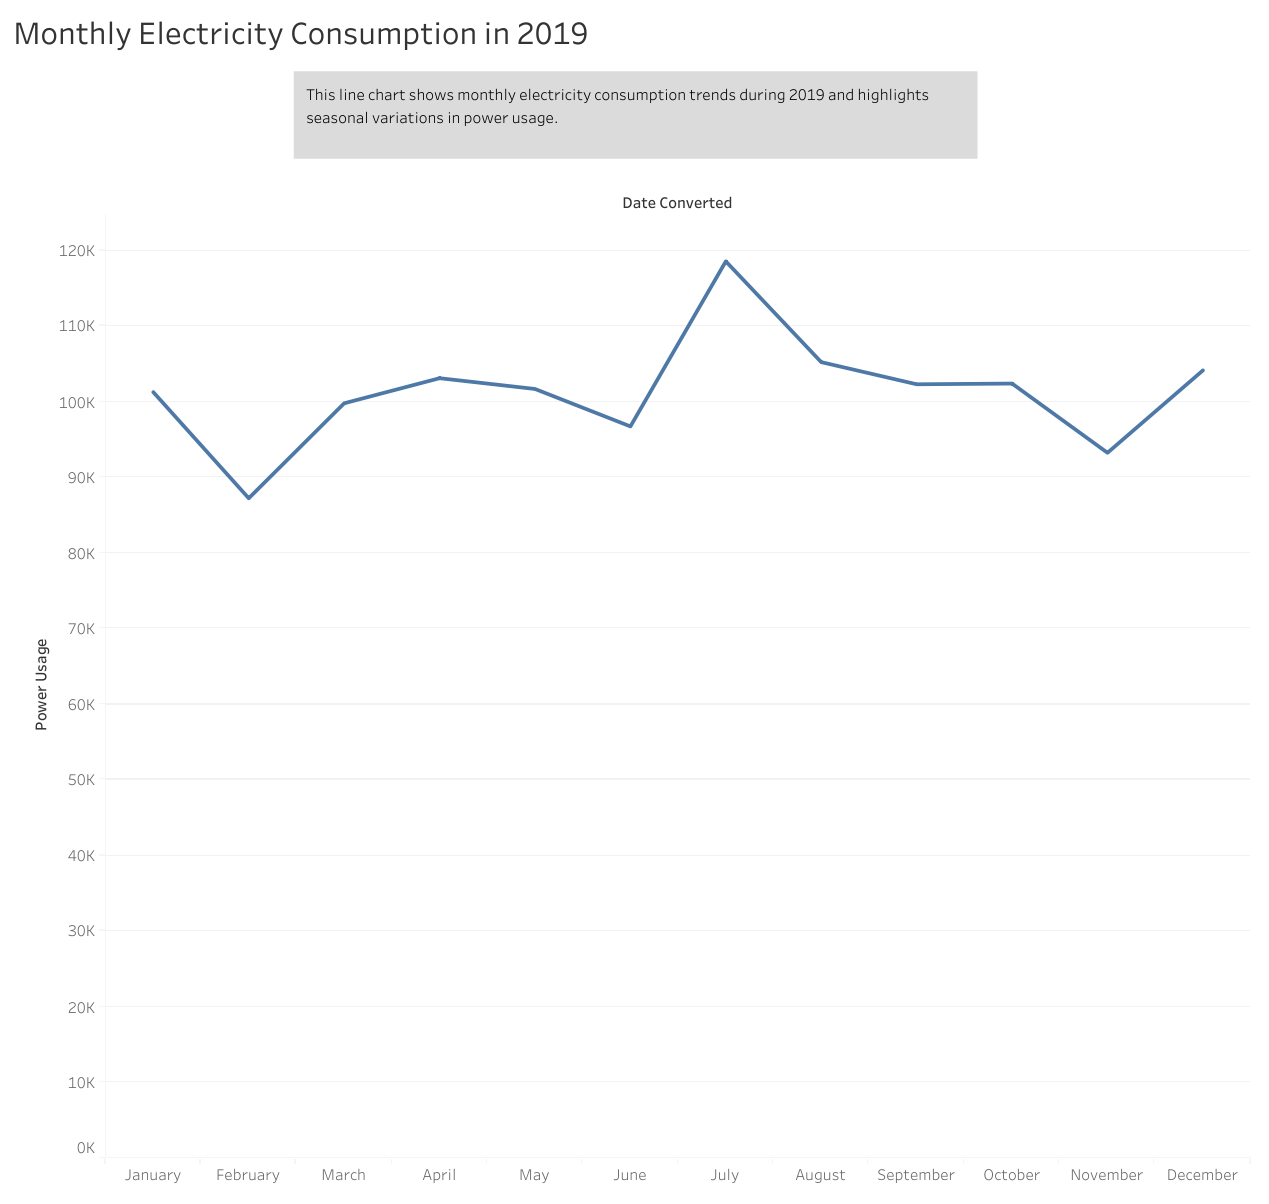 Monthly Electricity Consumption in 2019
This line chart shows monthly electricity consumption trends during 2019 and highlights
seasonal variations in power usage.
Date Converted
120K
110K
100K
90K
80K
70K
60K
50K
40K
30K
20K
10K
0K
Power Usage
January February March April May June July August September October November December